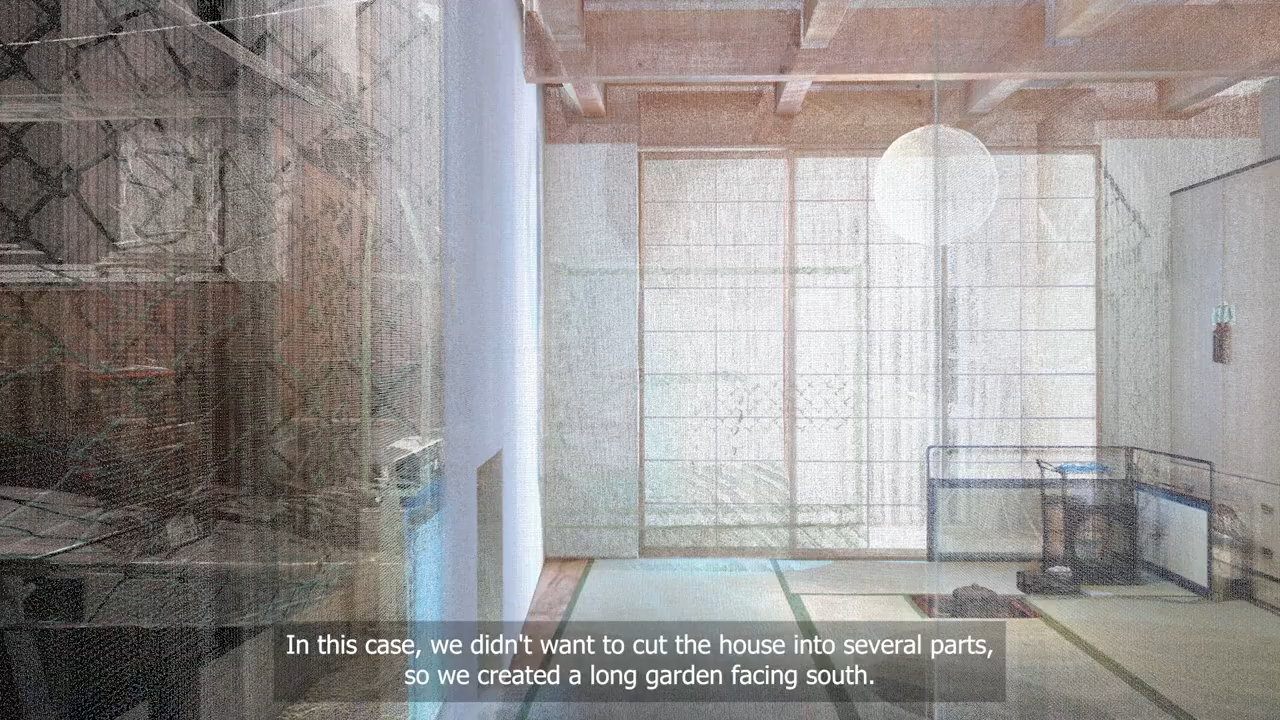 In this case, we didn't want to cut the house into several parts,
so we created a long garden facing south.